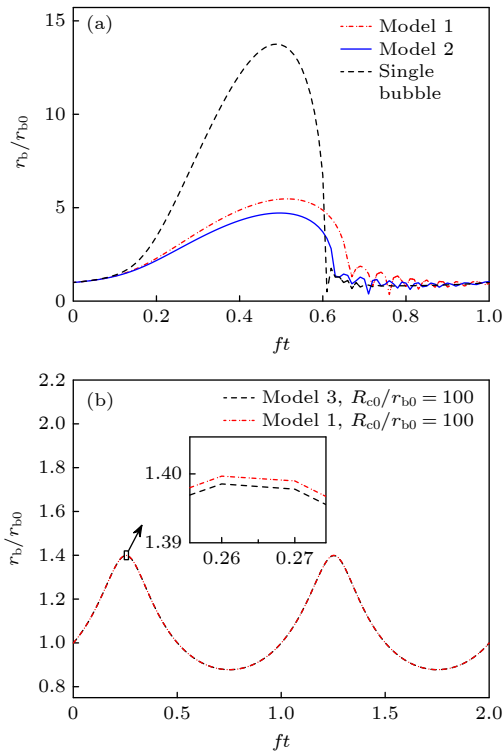 (a)
Model 1
Model 2
Single
bubble
15
10
5
0
r_b/r_b0
0
0.2
0.4
0.6
0.8
1.0
ft
(b)
Model 3, R_c0/r_b0 = 100
Model 1, R_c0/r_b0 = 100
2.2
2.0
1.8
1.6
1.4
1.2
1.0
0.8
r_b/r_b0
1.40
1.39
0.26
0.27
0
0.5
1.0
1.5
2.0
ft